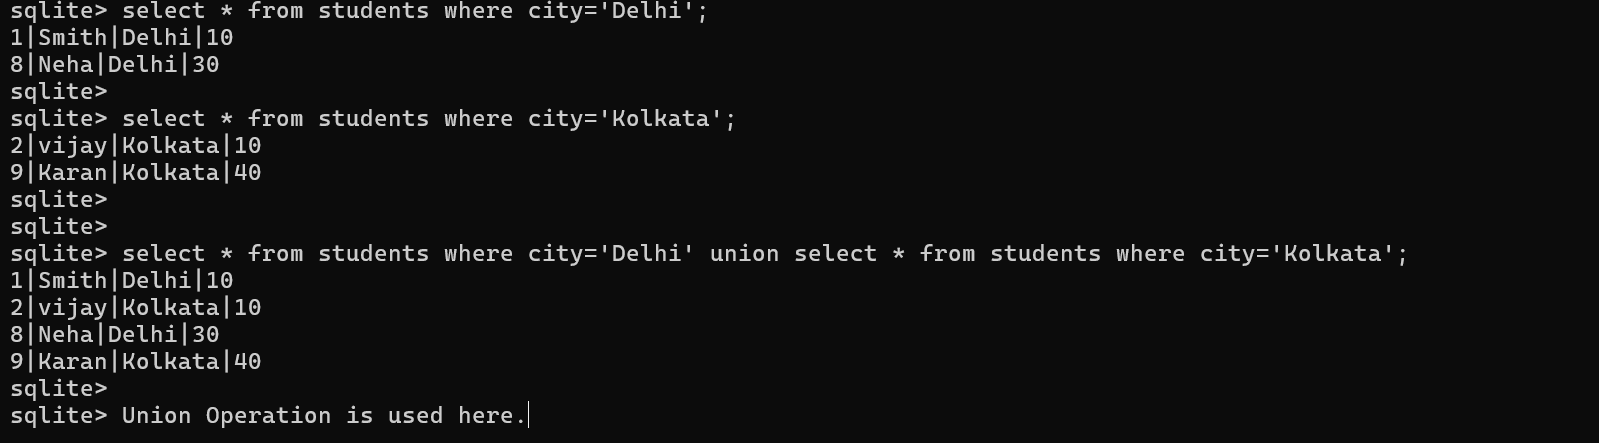 sqlite> select * from students where city='Delhi';
1|Smith|Delhi|10
8|Neha|Delhi|30
sqlite>
sqlite> select * from students where city='Kolkata';
2|vijay|Kolkata|10
9|Karan|Kolkata|40
sqlite>
sqlite>
sqlite> select * from students where city='Delhi' union select * from students where city='Kolkata';
1|Smith|Delhi|10
2|vijay|Kolkata|10
8|Neha|Delhi|30
9|Karan|Kolkata|40
sqlite>
sqlite> Union Operation is used here.